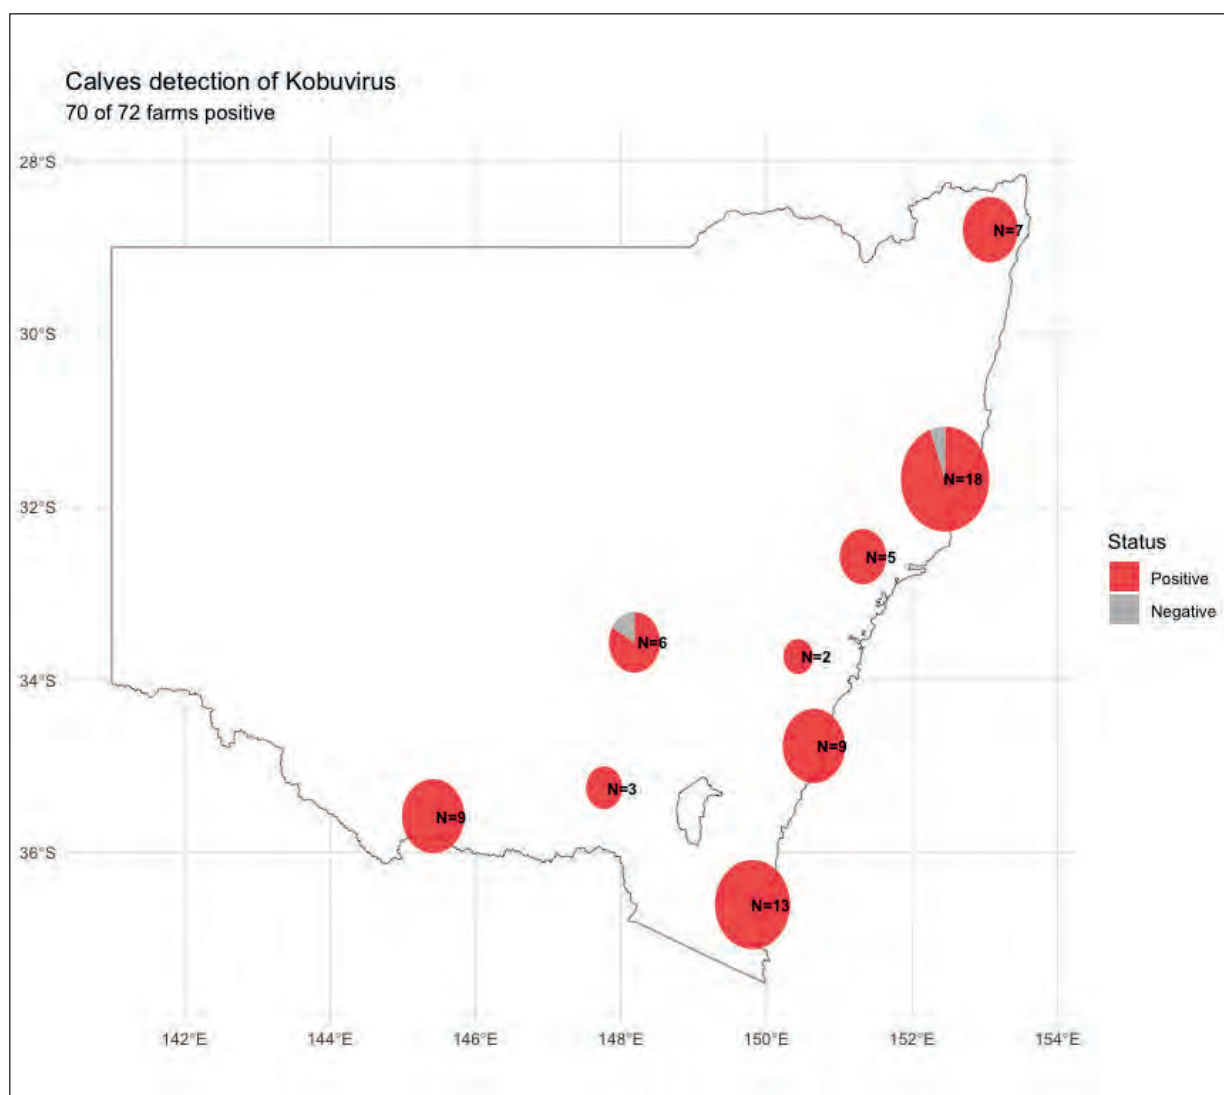 Calves detection of Kobuvirus
70 of 72 farms positive
28°S
30°S
32°S
34°S
36°S
N=7
N=18
N=5
N=6
N=2
N=9
N=3
N=9
N=13
Status
Positive
Negative
142°E 144°E 146°E 148°E 150°E 152°E 154°E